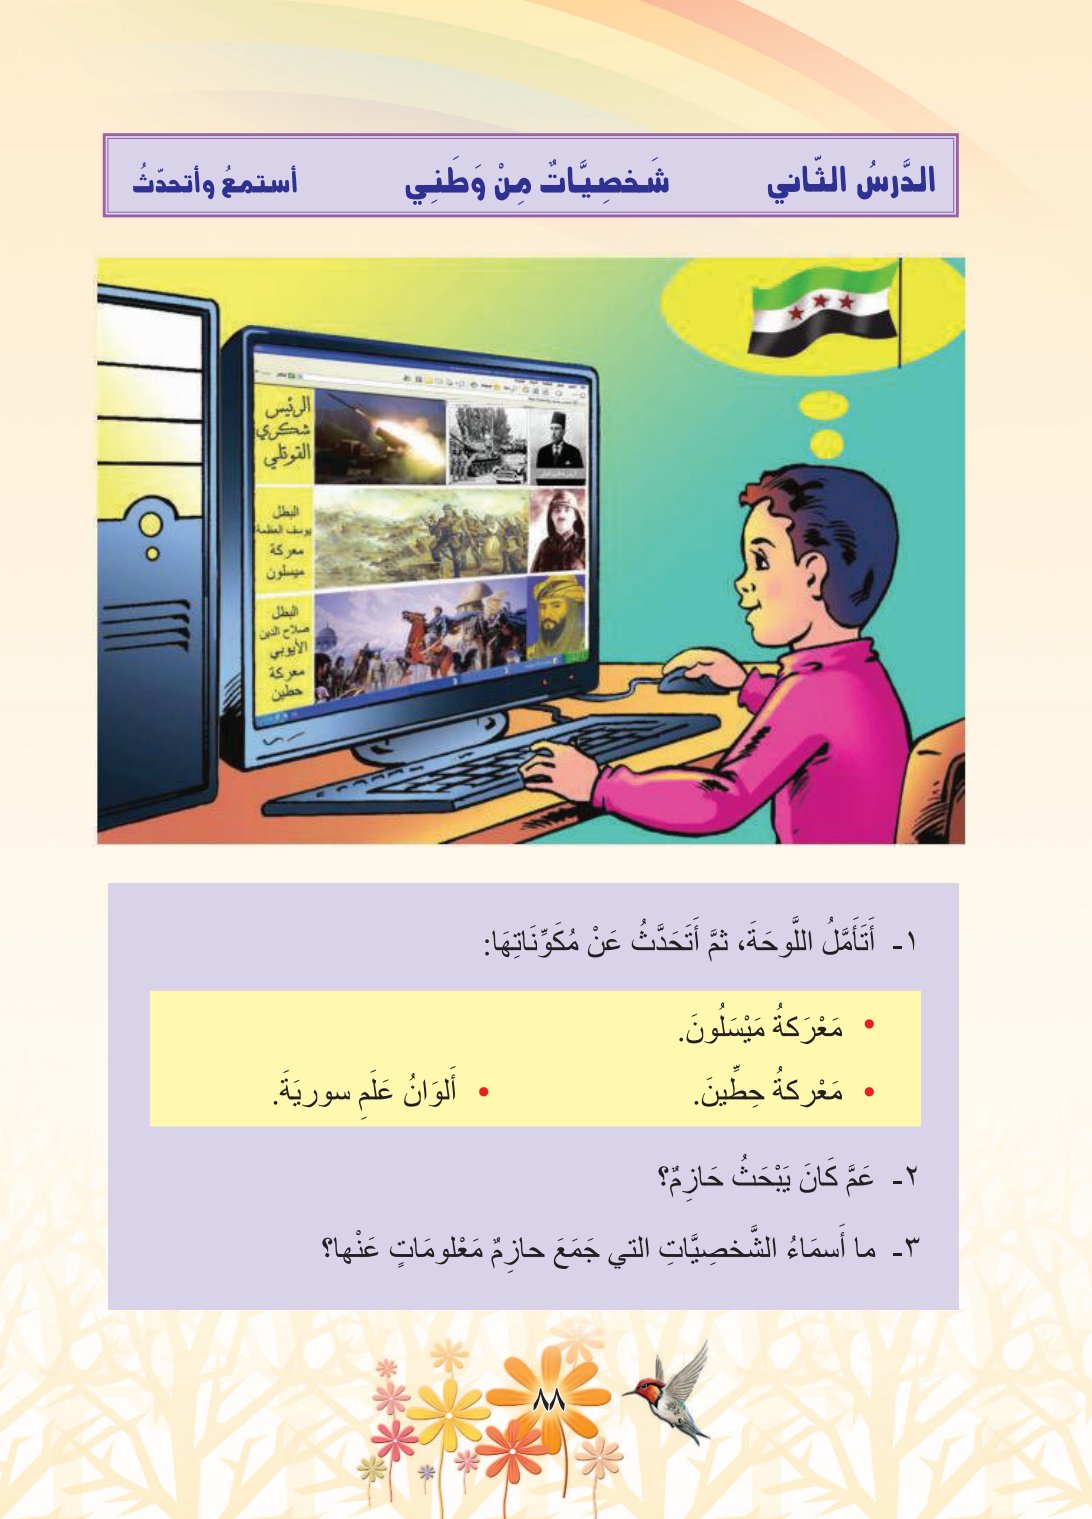 الدَّرسُ الثّاني شَخصِيَّاتٌ مِنْ وَطَنِي أستمعُ وأتحدّثُ
الرئيس
شكري
القوتلي
البطل
يوسف العظمة
معركة
ميسلون
البطل
صلاح الدين
الأيوبي
معركة
حطين
١- أَتَأَمَّلُ اللَّوحَةَ، ثمَّ أَتَحَدَّثُ عَنْ مُكَوِّنَاتِهَا:
• مَعْرَكةُ مَيْسَلُونَ.
• مَعْركةُ حِطِّينَ. • أَلوَانُ عَلَمِ سوريَةَ.
٢- عَمَّ كَانَ يَبْحَثُ حَازِمٌ؟
٣- ما أَسمَاءُ الشَّخصِيَّاتِ التي جَمَعَ حازِمٌ مَعْلومَاتٍ عَنْها؟
٨٨